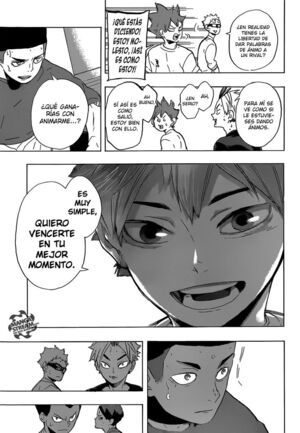 ¿EN REALIDAD
TIENES LA
LIBERTAD DE
DAR PALABRAS
DE ÁNIMO A
UN RIVAL?
¡QUÉ ESTÁS
DICIENDO!
ESTOY MO-
LESTO, ¡ASÍ
ES COMO
ESTOY!
¿QUÉ GANA-
RÍAS CON
ANIMARME...?
PARA MÍ SE
VE COMO SI
LE ESTUVIE-
SES DANDO
ÁNIMOS.
¿EN
SERIO?
AH
AH
BUENO,
SÍ ASÍ ES
COMO
SALIÓ,
ESTOY BIEN
CON ELLO.
ES
MUY
SIMPLE,
QUIERO
VENCERTE
EN TU
MEJOR
MOMENTO.
MANGA
STREAM